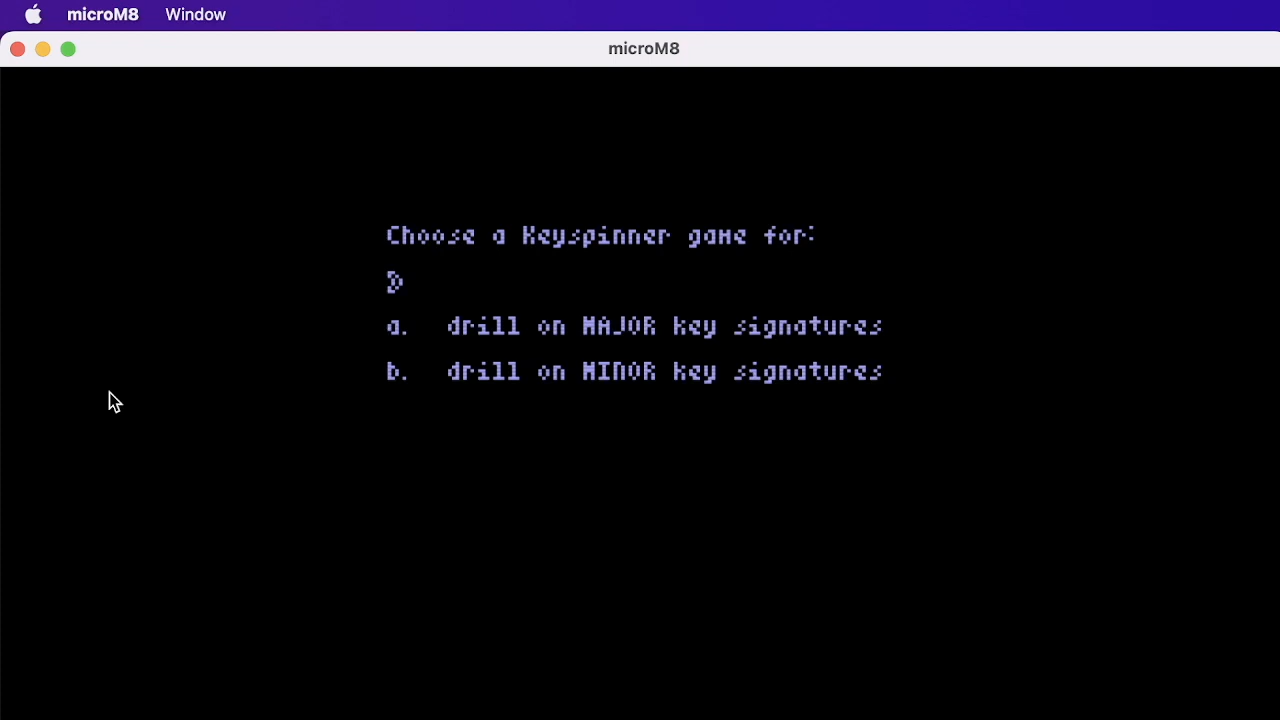 microM8 Window
microM8
Choose a Keyspinner game for:
a. drill on MAJOR key signatures
b. drill on MINOR key signatures